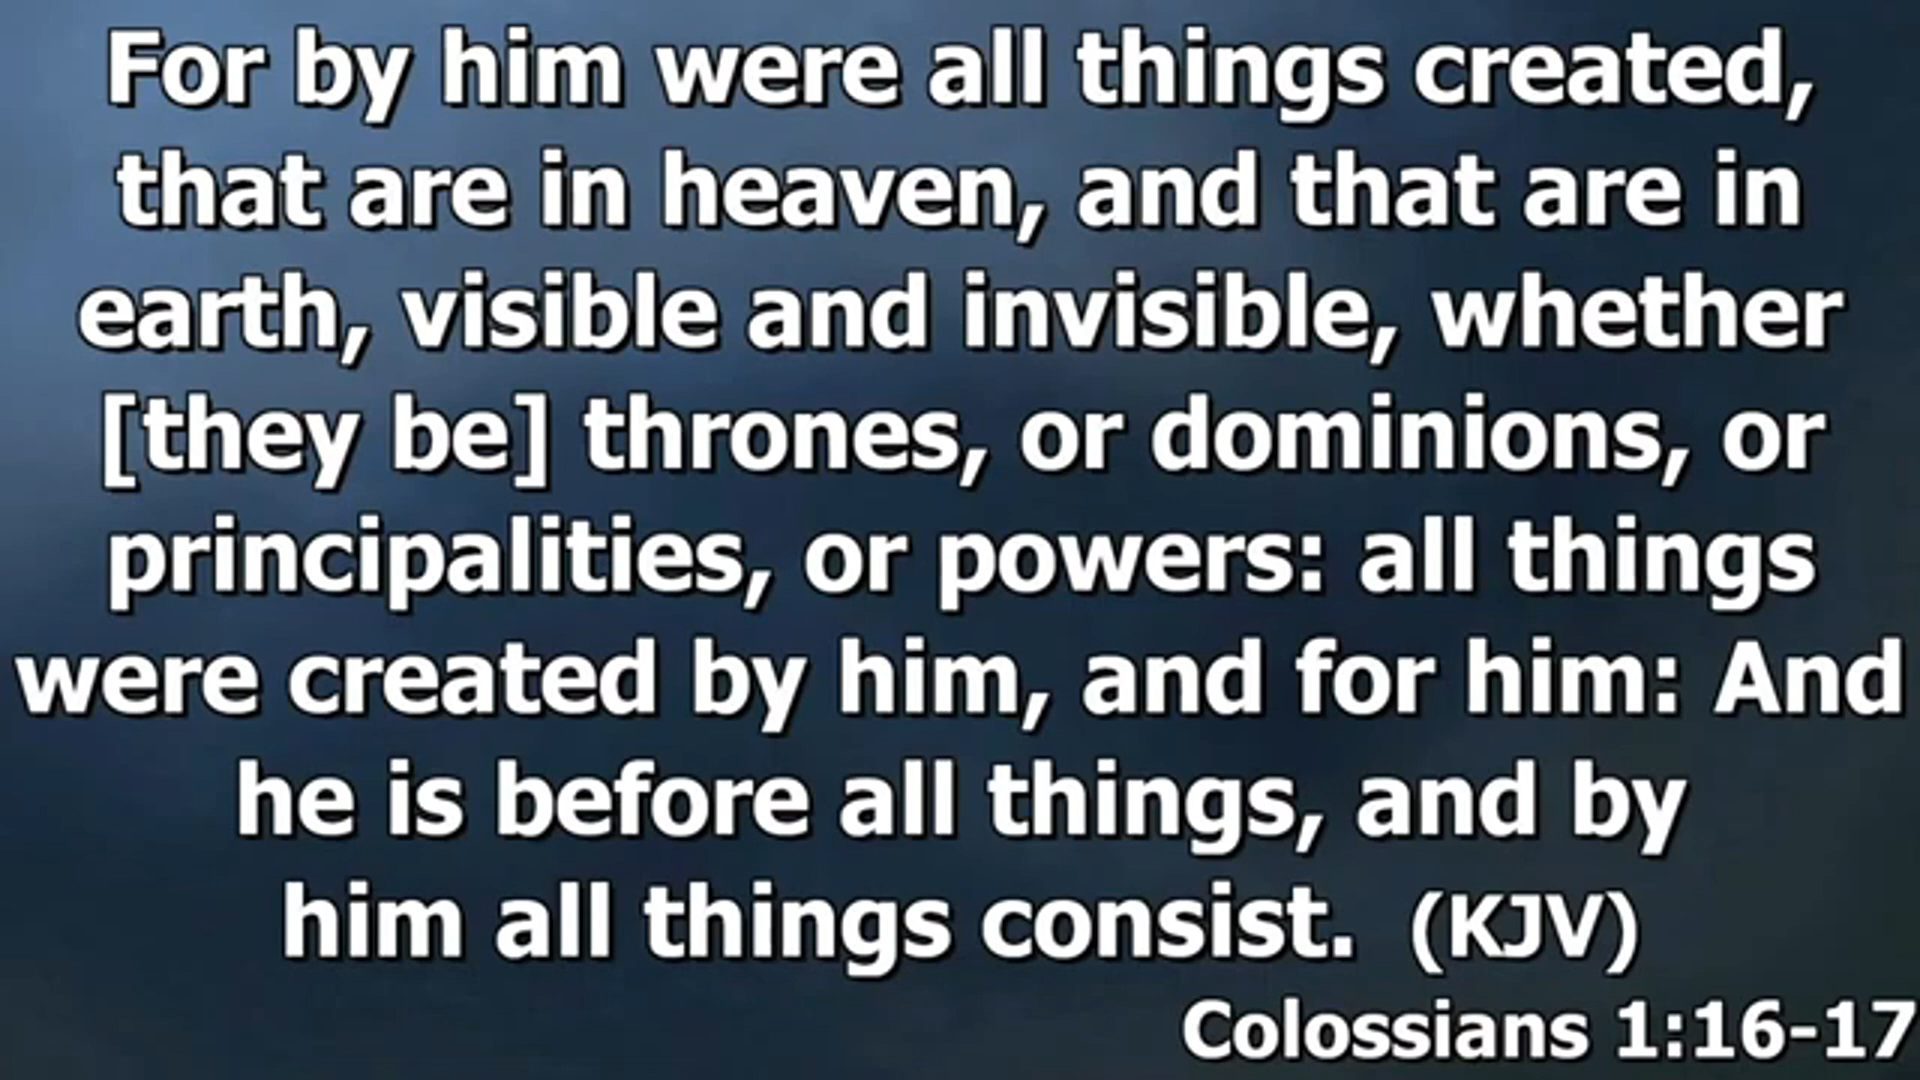 For by him were all things created,
that are in heaven, and that are in
earth, visible and invisible, whether
[they be] thrones, or dominions, or
principalities, or powers: all things
were created by him, and for him: And
he is before all things, and by
him all things consist. (KJV)
Colossians 1:16-17